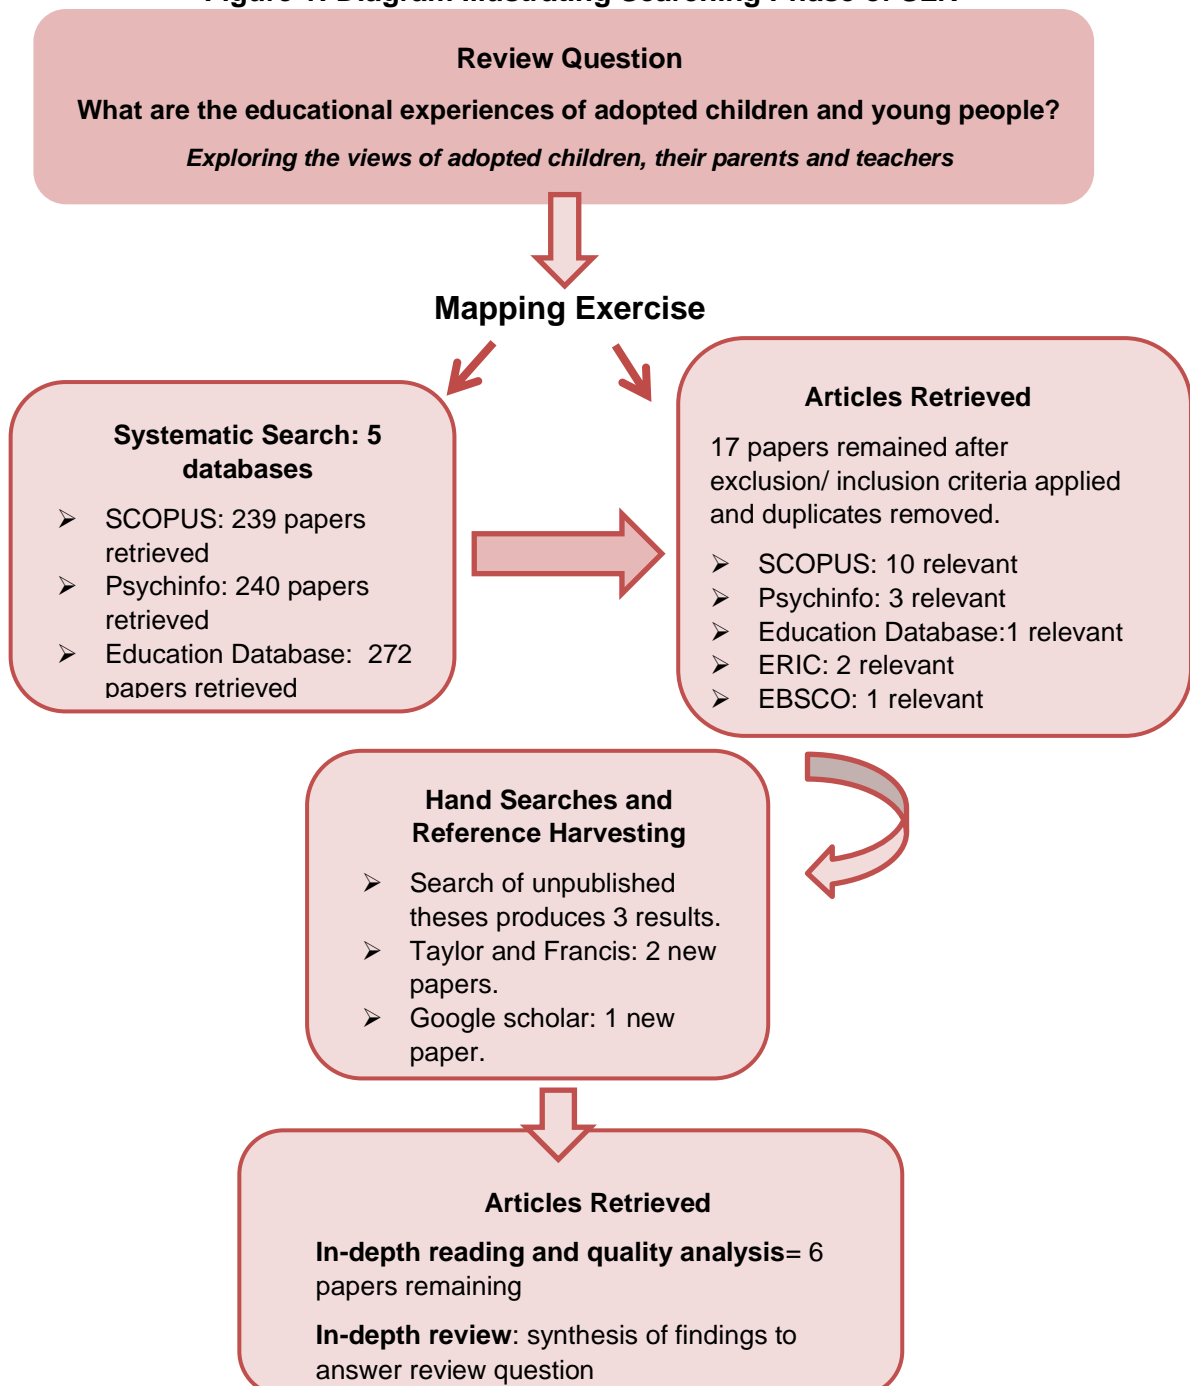 Review Question
What are the educational experiences of adopted children and young people?
Exploring the views of adopted children, their parents and teachers
Mapping Exercise
Systematic Search: 5
databases
➢ SCOPUS: 239 papers
retrieved
➢ Psychinfo: 240 papers
retrieved
➢ Education Database: 272
papers retrieved
Articles Retrieved
17 papers remained after
exclusion/ inclusion criteria applied
and duplicates removed.
➢ SCOPUS: 10 relevant
➢ Psychinfo: 3 relevant
➢ Education Database:1 relevant
➢ ERIC: 2 relevant
➢ EBSCO: 1 relevant
Hand Searches and
Reference Harvesting
➢ Search of unpublished
theses produces 3 results.
➢ Taylor and Francis: 2 new
papers.
➢ Google scholar: 1 new
paper.
Articles Retrieved
In-depth reading and quality analysis= 6
papers remaining
In-depth review: synthesis of findings to
answer review question